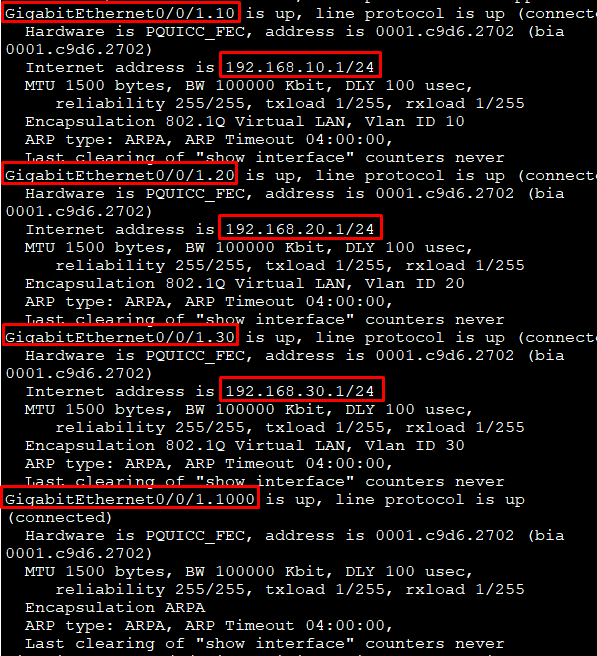 GigabitEthernet0/0/1.10 is up, line protocol is up (connecte
Hardware is PQUICC_FEC, address is 0001.c9d6.2702 (bia
0001.c9d6.2702)
Internet address is 192.168.10.1/24
MTU 1500 bytes, BW 100000 Kbit, DLY 100 usec,
reliability 255/255, txload 1/255, rxload 1/255
Encapsulation 802.1Q Virtual LAN, Vlan ID 10
ARP type: ARPA, ARP Timeout 04:00:00,
Last clearing of "show interface" counters never
GigabitEthernet0/0/1.20 is up, line protocol is up (connecte
Hardware is PQUICC_FEC, address is 0001.c9d6.2702 (bia
0001.c9d6.2702)
Internet address is 192.168.20.1/24
MTU 1500 bytes, BW 100000 Kbit, DLY 100 usec,
reliability 255/255, txload 1/255, rxload 1/255
Encapsulation 802.1Q Virtual LAN, Vlan ID 20
ARP type: ARPA, ARP Timeout 04:00:00,
Last clearing of "show interface" counters never
GigabitEthernet0/0/1.30 is up, line protocol is up (connecte
Hardware is PQUICC_FEC, address is 0001.c9d6.2702 (bia
0001.c9d6.2702)
Internet address is 192.168.30.1/24
MTU 1500 bytes, BW 100000 Kbit, DLY 100 usec,
reliability 255/255, txload 1/255, rxload 1/255
Encapsulation 802.1Q Virtual LAN, Vlan ID 30
ARP type: ARPA, ARP Timeout 04:00:00,
Last clearing of "show interface" counters never
GigabitEthernet0/0/1.1000 is up, line protocol is up
(connected)
Hardware is PQUICC_FEC, address is 0001.c9d6.2702 (bia
0001.c9d6.2702)
MTU 1500 bytes, BW 100000 Kbit, DLY 100 usec,
reliability 255/255, txload 1/255, rxload 1/255
Encapsulation ARPA
ARP type: ARPA, ARP Timeout 04:00:00,
Last clearing of "show interface" counters never